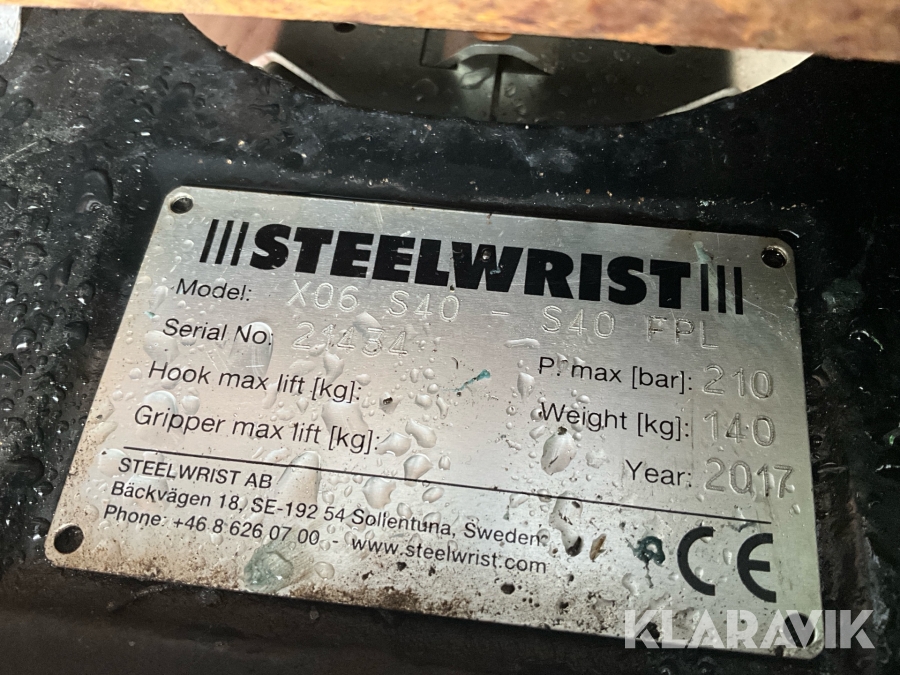 STEELWRIST
Model: X06 S40 - S40 FPL
Serial No: 21434
P. max [bar]: 210
Hook max lift [kg]:
Weight [kg]: 140
Gripper max lift [kg]:
Year: 2017
STEELWRIST AB
Bäckvägen 18, SE-192 54 Sollentuna, Sweden
Phone: +46 8 626 07 00 www.steelwrist.com
CE
KLARAVIK